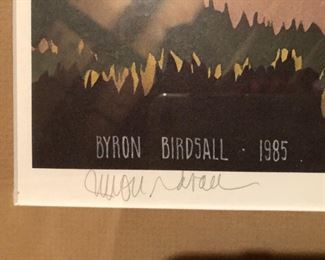 BYRON BIRDSALL · 1985